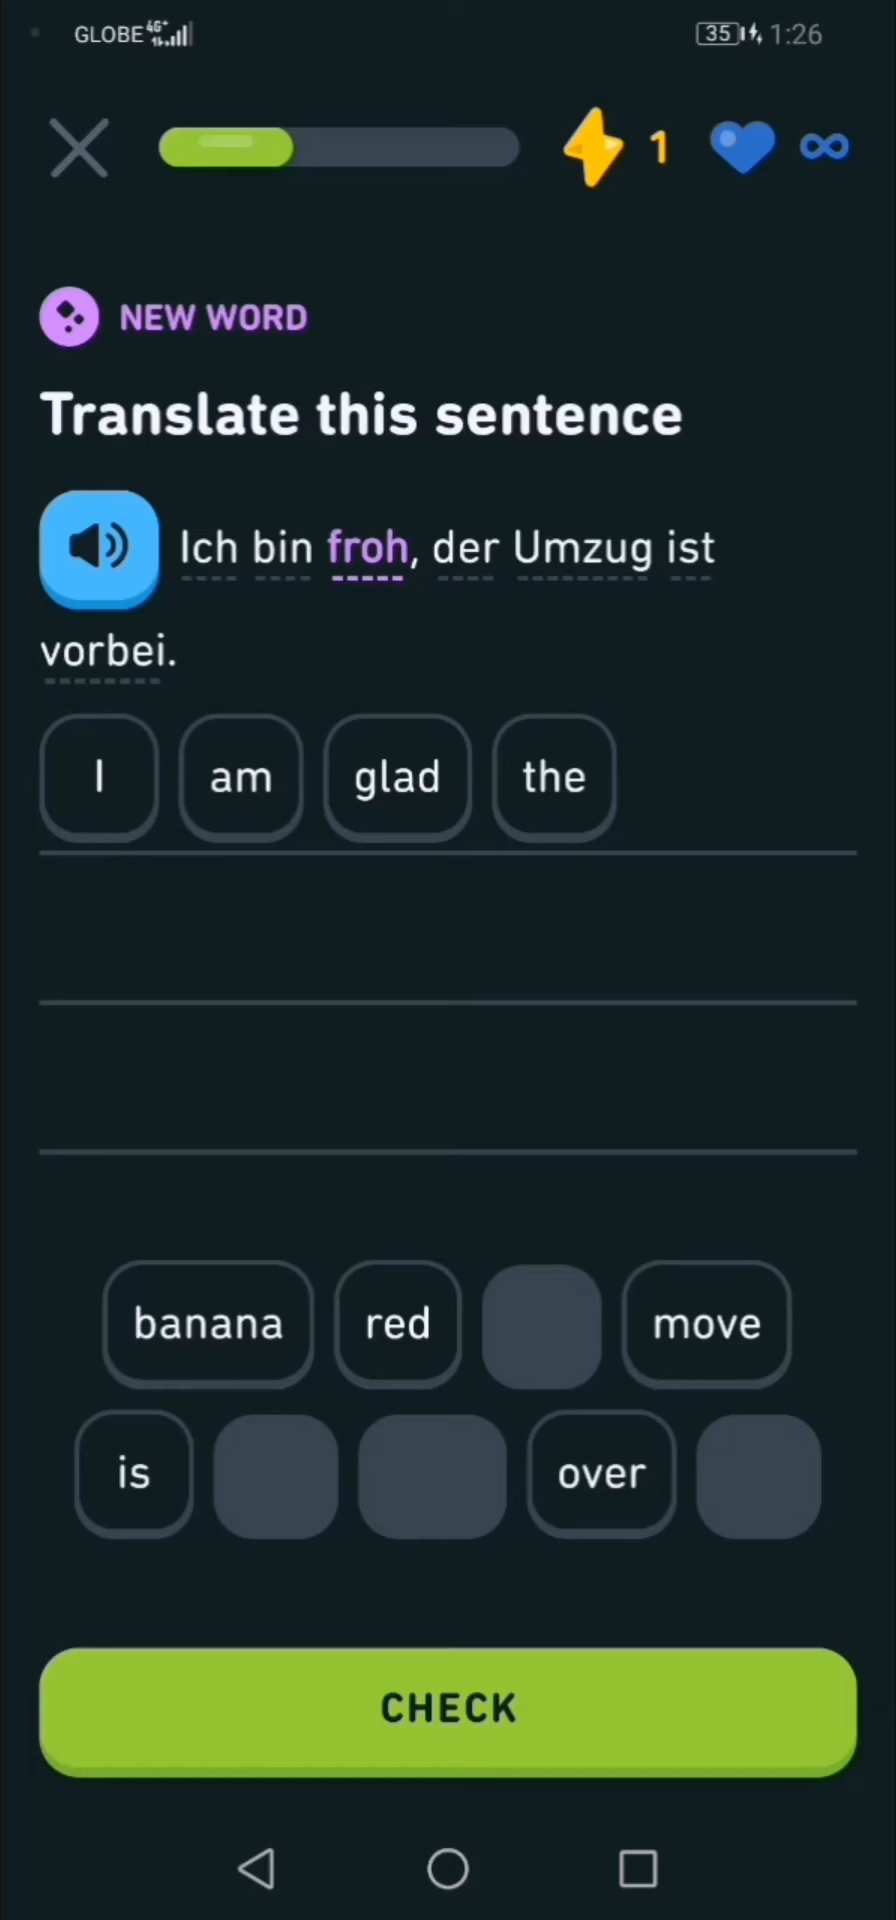 GLOBE 4G+ 35 1:26
1 ∞
NEW WORD
Translate this sentence
Ich bin froh, der Umzug ist
vorbei.
I am glad the
banana red move
is over
CHECK